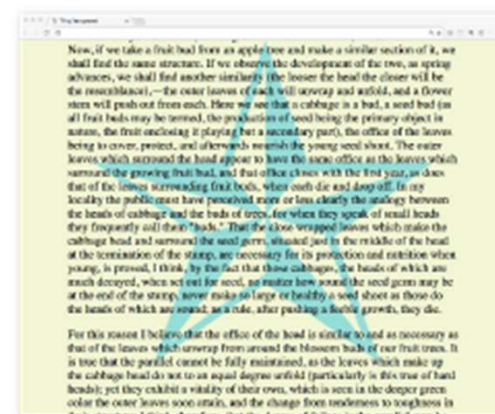 Now, if we take a fruit bud from an apple tree and make a similar section of it, we
shall find the same structure. If we observe the development of the two, as spring
advances, we shall find another similarity (the looser the head the closer will be
the resemblance),—the outer leaves of each will unwrap and unfold, and a flower
stem will push out from each. Here we see that a cabbage is a bud, a seed bud (as
all fruit buds may be termed, the production of seed being the primary object in
nature, the fruit enclosing it playing but a secondary part), the office of the leaves
being to cover, protect, and afterwards nourish the young seed shoot. The outer
leaves which surround the head appear to have the same office as the leaves which
surround the growing fruit bud, and that office closes with the first year, as does
that of the leaves surrounding fruit buds, when each die and drop off. In my
locality the public must have perceived more or less clearly the analogy between
the heads of cabbage and the buds of trees, for when they speak of small heads
they frequently call them "buds." That the close wrapped leaves which make the
cabbage head and surround the seed germ, situated just in the middle of the head
at the termination of the stump, are necessary for its protection and nutrition when
young, is proved, I think, by the fact that those cabbages, the heads of which are
much decayed, when set out for seed, no matter how sound the seed germ may be
at the end of the stump, never make so large or healthy a seed shoot as those do
the heads of which are sound; as a rule, after pushing a feeble growth, they die.
For this reason I believe that the office of the head is similar to and as necessary as
that of the leaves which unwrap from around the blossom buds of our fruit trees. It
is true that the parallel cannot be fully maintained, as the leaves which make up
the cabbage head do not to an equal degree unfold (particularly is this true of hard
heads); yet they exhibit a vitality of their own, which is seen in the deeper green
color the outer leaves soon attain, and the change from tenderness to toughness in